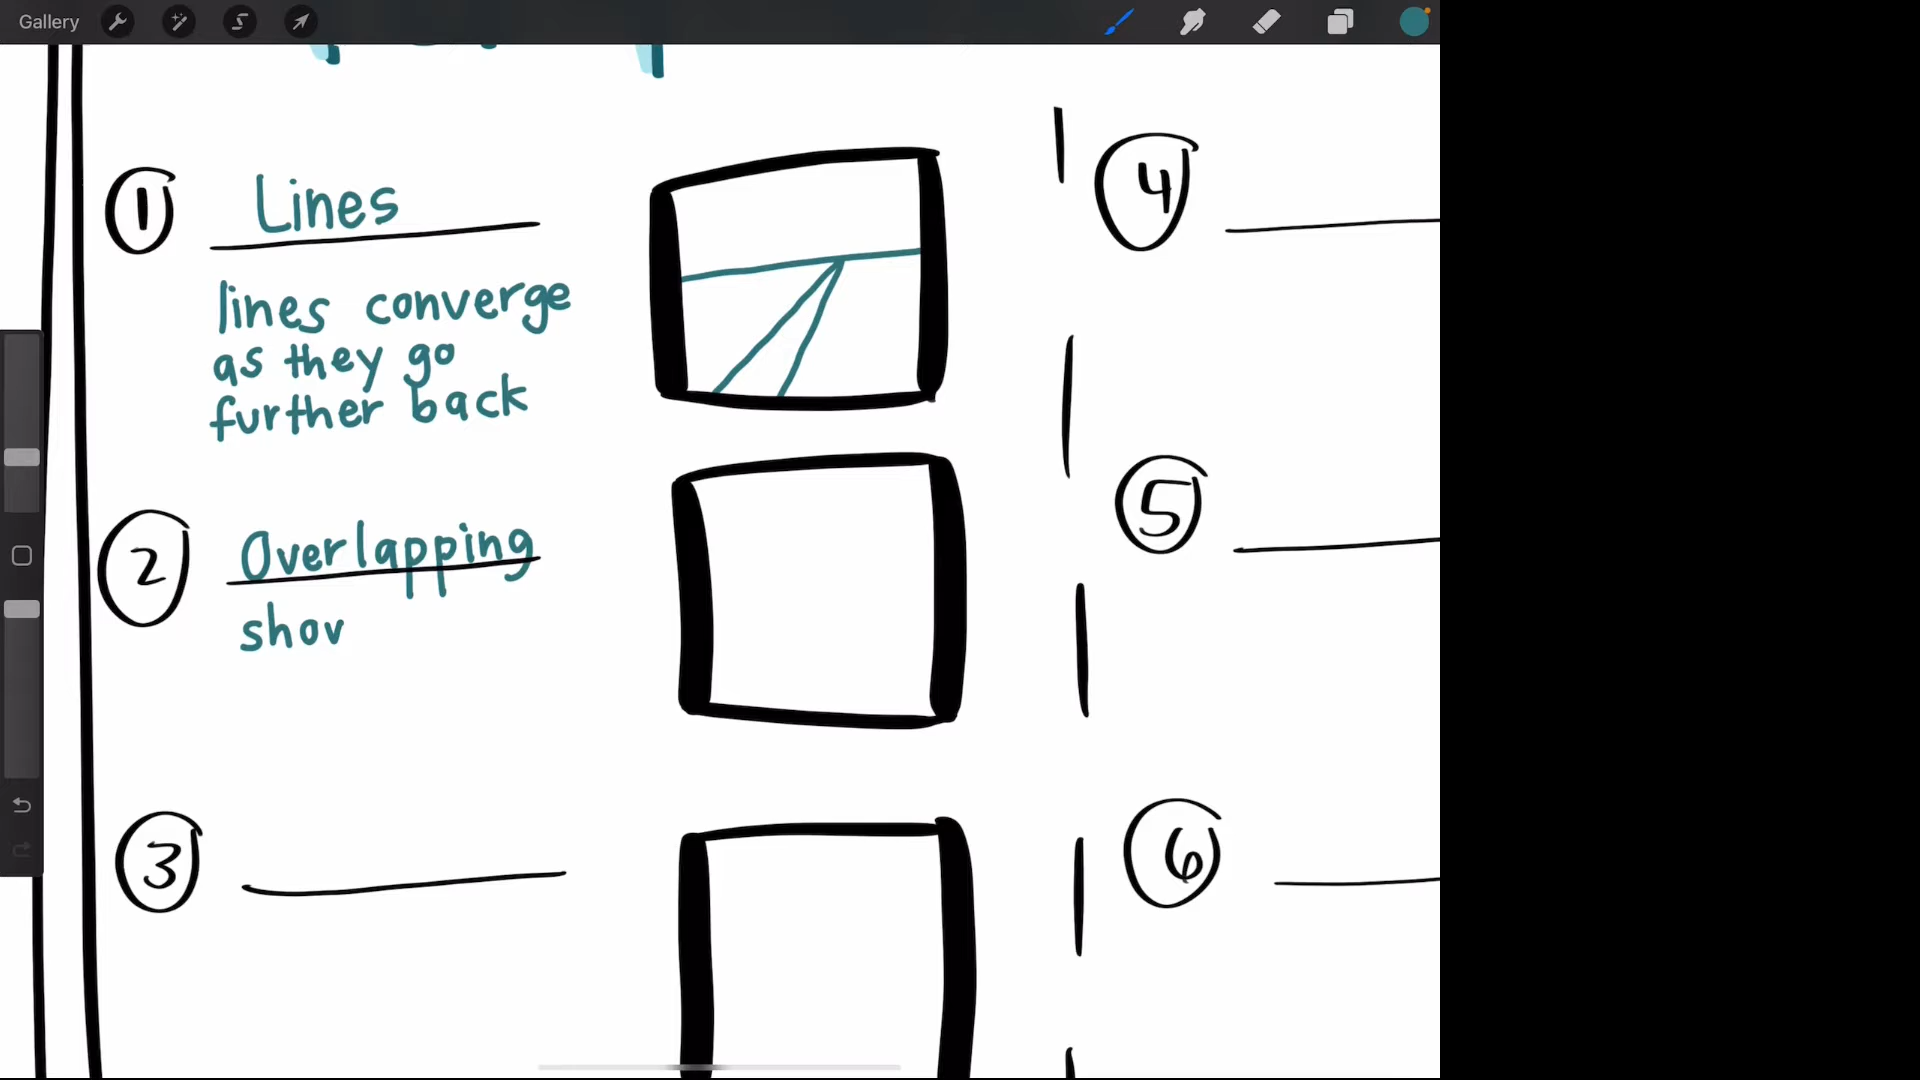 Gallery
1 Lines
lines converge
as they go
further back
2 Overlapping
shov
3
4
5
6